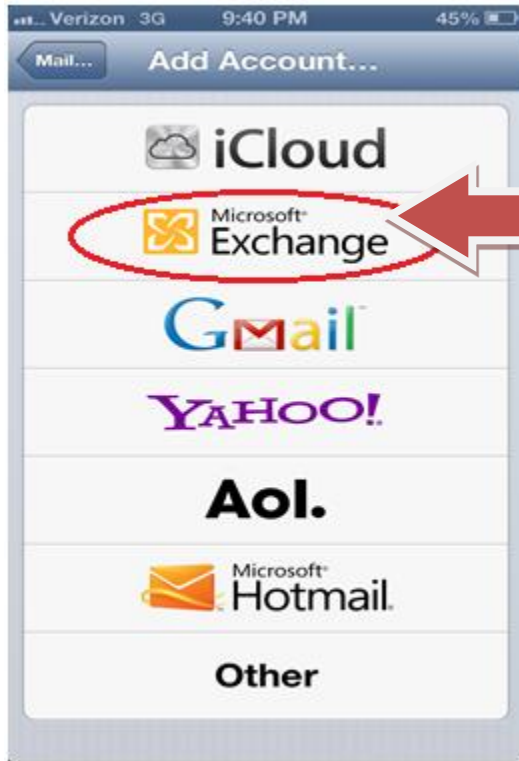 Verizon 3G 9:40 PM 45%
Mail... Add Account...
iCloud
Microsoft
Exchange
Gmail
YAHOO!
Aol.
Microsoft
Hotmail
Other